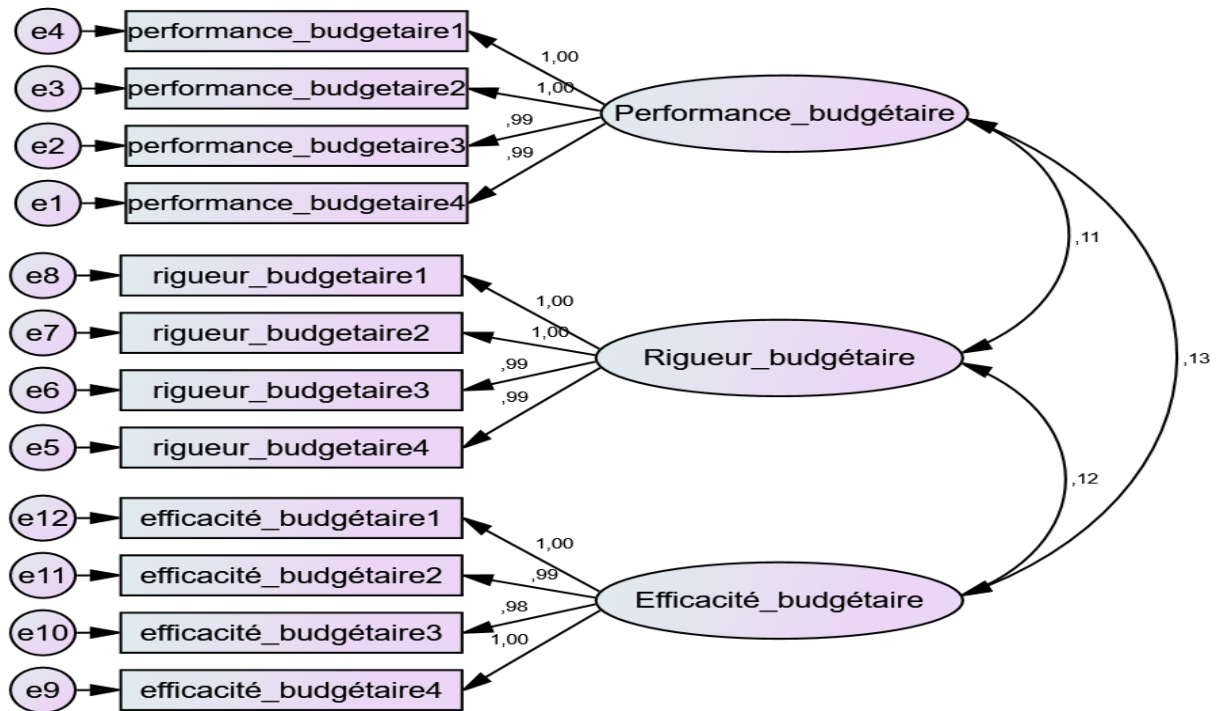 e4
performance_budgetaire1
e3
performance_budgetaire2
e2
performance_budgetaire3
e1
performance_budgetaire4
1,00
1,00
,99
,99
Performance_budgétaire
e8
rigueur_budgetaire1
e7
rigueur_budgetaire2
e6
rigueur_budgetaire3
e5
rigueur_budgetaire4
1,00
1,00
,99
,99
Rigueur_budgétaire
e12
efficacité_budgétaire1
e11
efficacité_budgétaire2
e10
efficacité_budgétaire3
e9
efficacité_budgétaire4
1,00
,99
,98
1,00
Efficacité_budgétaire
,11
,13
,12